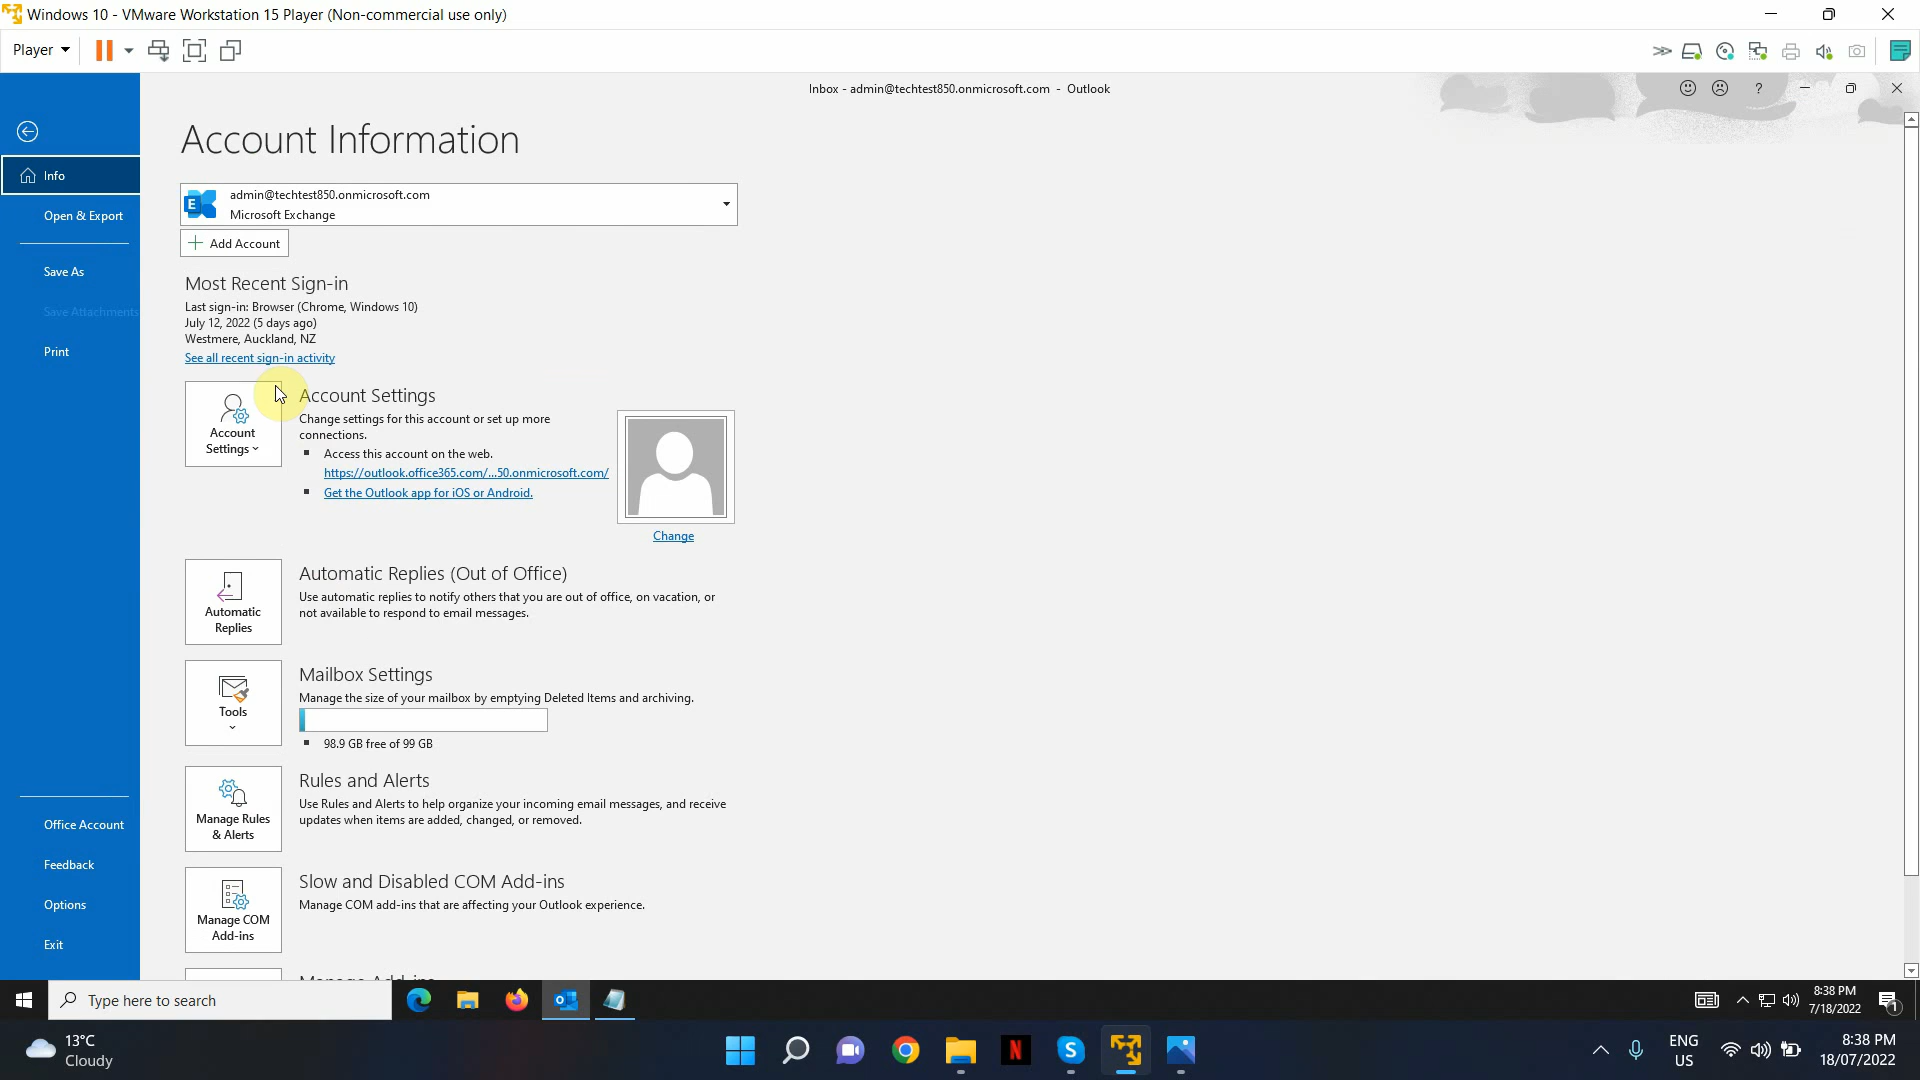 Windows 10 - VMware Workstation 15 Player (Non-commercial use only)
Player
Inbox - admin@techtest850.onmicrosoft.com - Outlook
?
Account Information
Info
Open & Export
Save As
Save Attachments
Print
Office Account
Feedback
Options
Exit
E
admin@techtest850.onmicrosoft.com
Microsoft Exchange
Add Account
Most Recent Sign-in
Last sign-in: Browser (Chrome, Windows 10)
July 12, 2022 (5 days ago)
Westmere, Auckland, NZ
See all recent sign-in activity
Account
Settings
Account Settings
Change settings for this account or set up more
connections.
Access this account on the web.
https://outlook.office365.com/...50.onmicrosoft.com/
Get the Outlook app for iOS or Android.
Change
Automatic
Replies
Automatic Replies (Out of Office)
Use automatic replies to notify others that you are out of office, on vacation, or
not available to respond to email messages.
Tools
Mailbox Settings
Manage the size of your mailbox by emptying Deleted Items and archiving.
98.9 GB free of 99 GB
Manage Rules
& Alerts
Rules and Alerts
Use Rules and Alerts to help organize your incoming email messages, and receive
updates when items are added, changed, or removed.
Manage COM
Add-ins
Slow and Disabled COM Add-ins
Manage COM add-ins that are affecting your Outlook experience.
Manage Add-ins
Type here to search
8:38 PM
7/18/2022
1
13°C
Cloudy
N
S
ENG
US
8:38 PM
18/07/2022